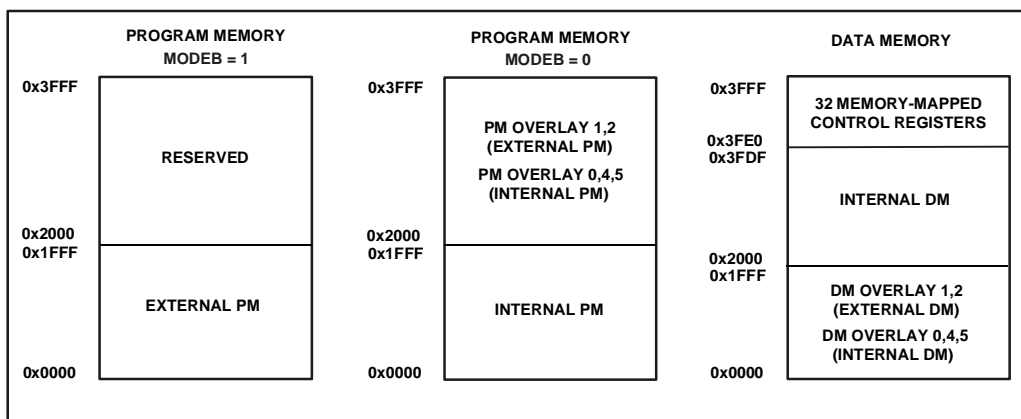 PROGRAM MEMORY
MODEB = 1
0x3FFF
RESERVED
0x2000
0x1FFF
EXTERNAL PM
0x0000
PROGRAM MEMORY
MODEB = 0
0x3FFF
PM OVERLAY 1,2
(EXTERNAL PM)
PM OVERLAY 0,4,5
(INTERNAL PM)
0x2000
0x1FFF
INTERNAL PM
0x0000
DATA MEMORY
0x3FFF
32 MEMORY-MAPPED
CONTROL REGISTERS
0x3FE0
0x3FDF
INTERNAL DM
0x2000
0x1FFF
DM OVERLAY 1,2
(EXTERNAL DM)
DM OVERLAY 0,4,5
(INTERNAL DM)
0x0000